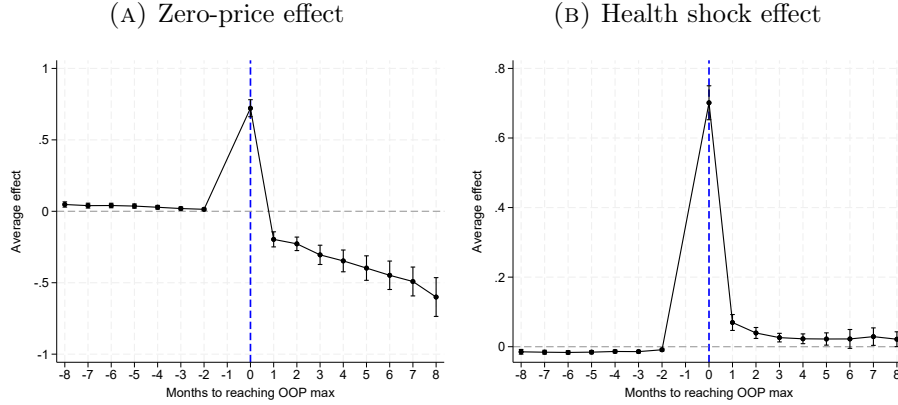 (A) Zero-price effect
1
.5
0
-.5
-1
Average effect
-8 -7 -6 -5 -4 -3 -2 -1 0 1 2 3 4 5 6 7 8
Months to reaching OOP max
(B) Health shock effect
.8
.6
.4
.2
0
Average effect
-8 -7 -6 -5 -4 -3 -2 -1 0 1 2 3 4 5 6 7 8
Months to reaching OOP max